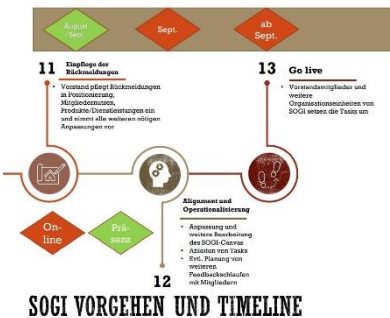 August
/Sept.
Sept.
ab
Sept.
11 Einpflege der
Rückmeldungen
• Vorstand pflegt Rückmeldungen
in Positionierung,
Mitgliedernutzen,
Produkte/Dienstleistungen ein
und nimmt alle weiteren nötigen
Anpassungen vor
13 Go live
• Vorstandsmitglieder und
weitere
Organisationseinheiten von
SOGI setzen die Tasks um
On-
line
Prä-
senz
12
Alignment und
Operationalisierung
• Anpassung und
weitere Bearbeitung
des SOGI-Canvas
• Ableiten von Tasks
• Evtl. Planung von
weiteren
Feedbackschlaufen
mit Mitgliedern
SOGI VORGEHEN UND TIMELINE